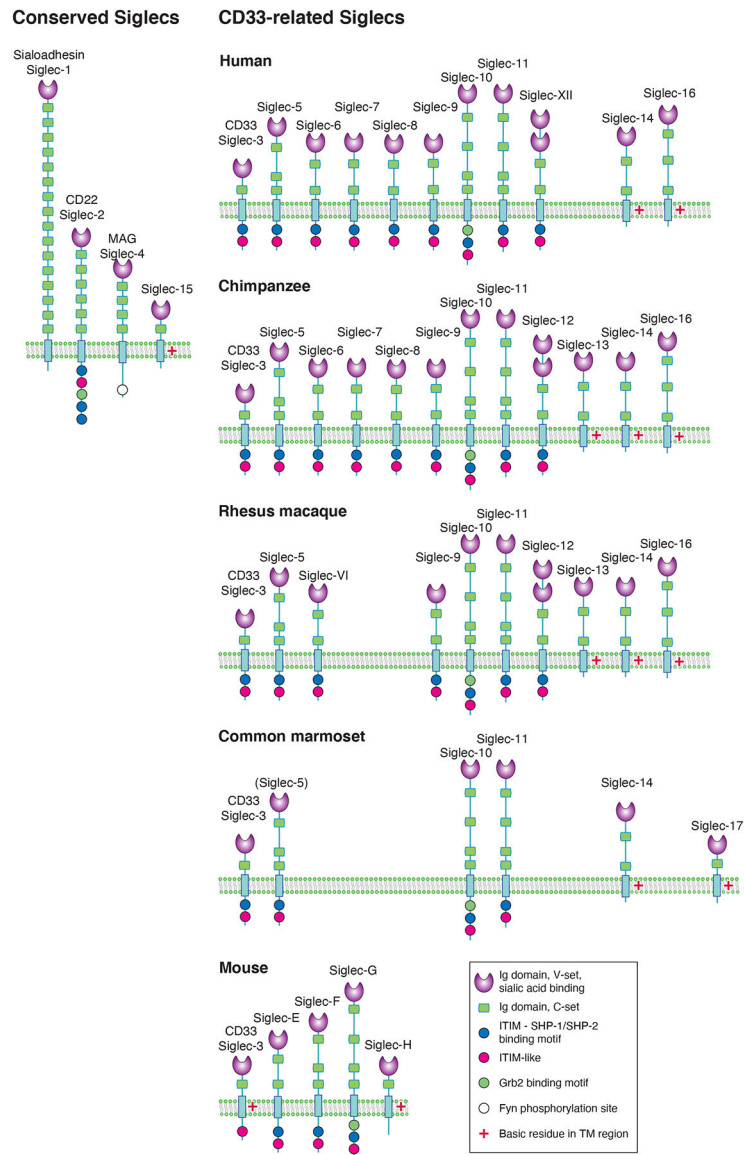 Conserved Siglecs
Sialoadhesin
Siglec-1
CD22
Siglec-2
MAG
Siglec-4
Siglec-15
+
CD33-related Siglecs
Human
CD33
Siglec-3
Siglec-5
Siglec-6
Siglec-7
Siglec-8
Siglec-9
Siglec-10
Siglec-11
Siglec-XII
Siglec-14
Siglec-16
+
+
Chimpanzee
CD33
Siglec-3
Siglec-5
Siglec-6
Siglec-7
Siglec-8
Siglec-9
Siglec-10
Siglec-11
Siglec-12
Siglec-13
Siglec-14
Siglec-16
+
+
+
Rhesus macaque
CD33
Siglec-3
Siglec-5
Siglec-VI
Siglec-9
Siglec-10
Siglec-11
Siglec-12
Siglec-13
Siglec-14
Siglec-16
+
+
+
Common marmoset
CD33
Siglec-3
(Siglec-5)
Siglec-10
Siglec-11
Siglec-14
Siglec-17
+
+
Mouse
CD33
Siglec-3
Siglec-E
Siglec-F
Siglec-G
Siglec-H
+
+
Ig domain, V-set,
sialic acid binding
Ig domain, C-set
ITIM - SHP-1/SHP-2
binding motif
ITIM-like
Grb2 binding motif
Fyn phosphorylation site
+ Basic residue in TM region